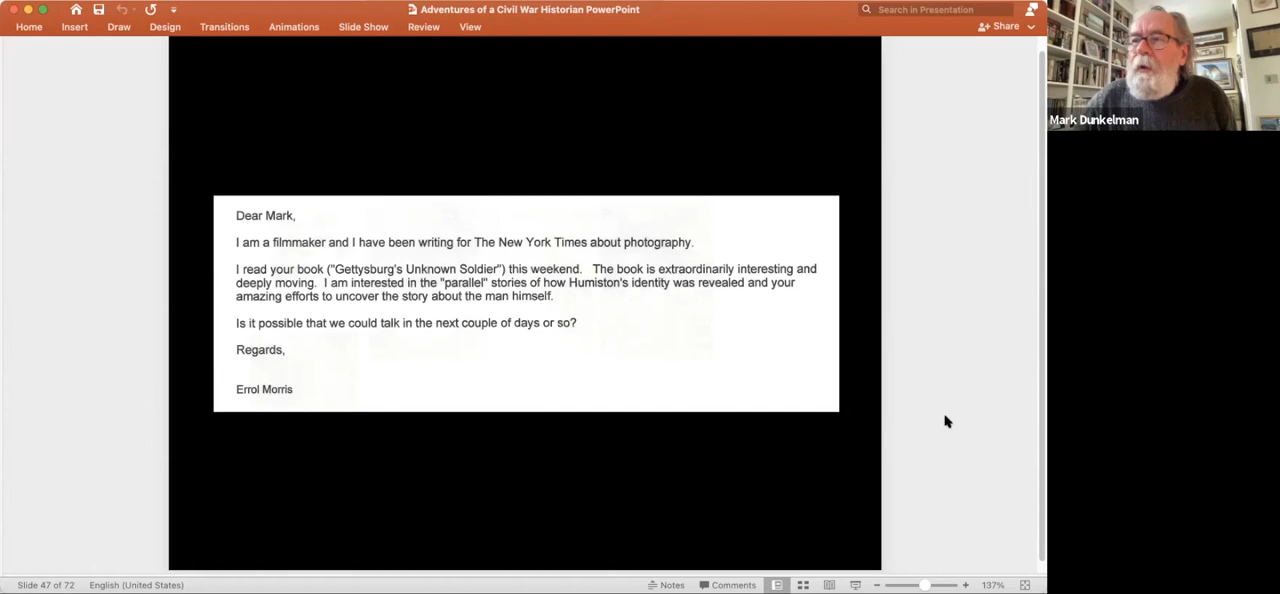 Adventures of a Civil War Historian PowerPoint
Search in Presentation
Home Insert Draw Design Transitions Animations Slide Show Review View
Share
Mark Dunkelman
Dear Mark,
I am a filmmaker and I have been writing for The New York Times about photography.
I read your book ("Gettysburg's Unknown Soldier") this weekend. The book is extraordinarily interesting and
deeply moving. I am interested in the "parallel" stories of how Humiston's identity was revealed and your
amazing efforts to uncover the story about the man himself.
Is it possible that we could talk in the next couple of days or so?
Regards,
Errol Morris
Slide 47 of 72 English (United States) Notes Comments 137%